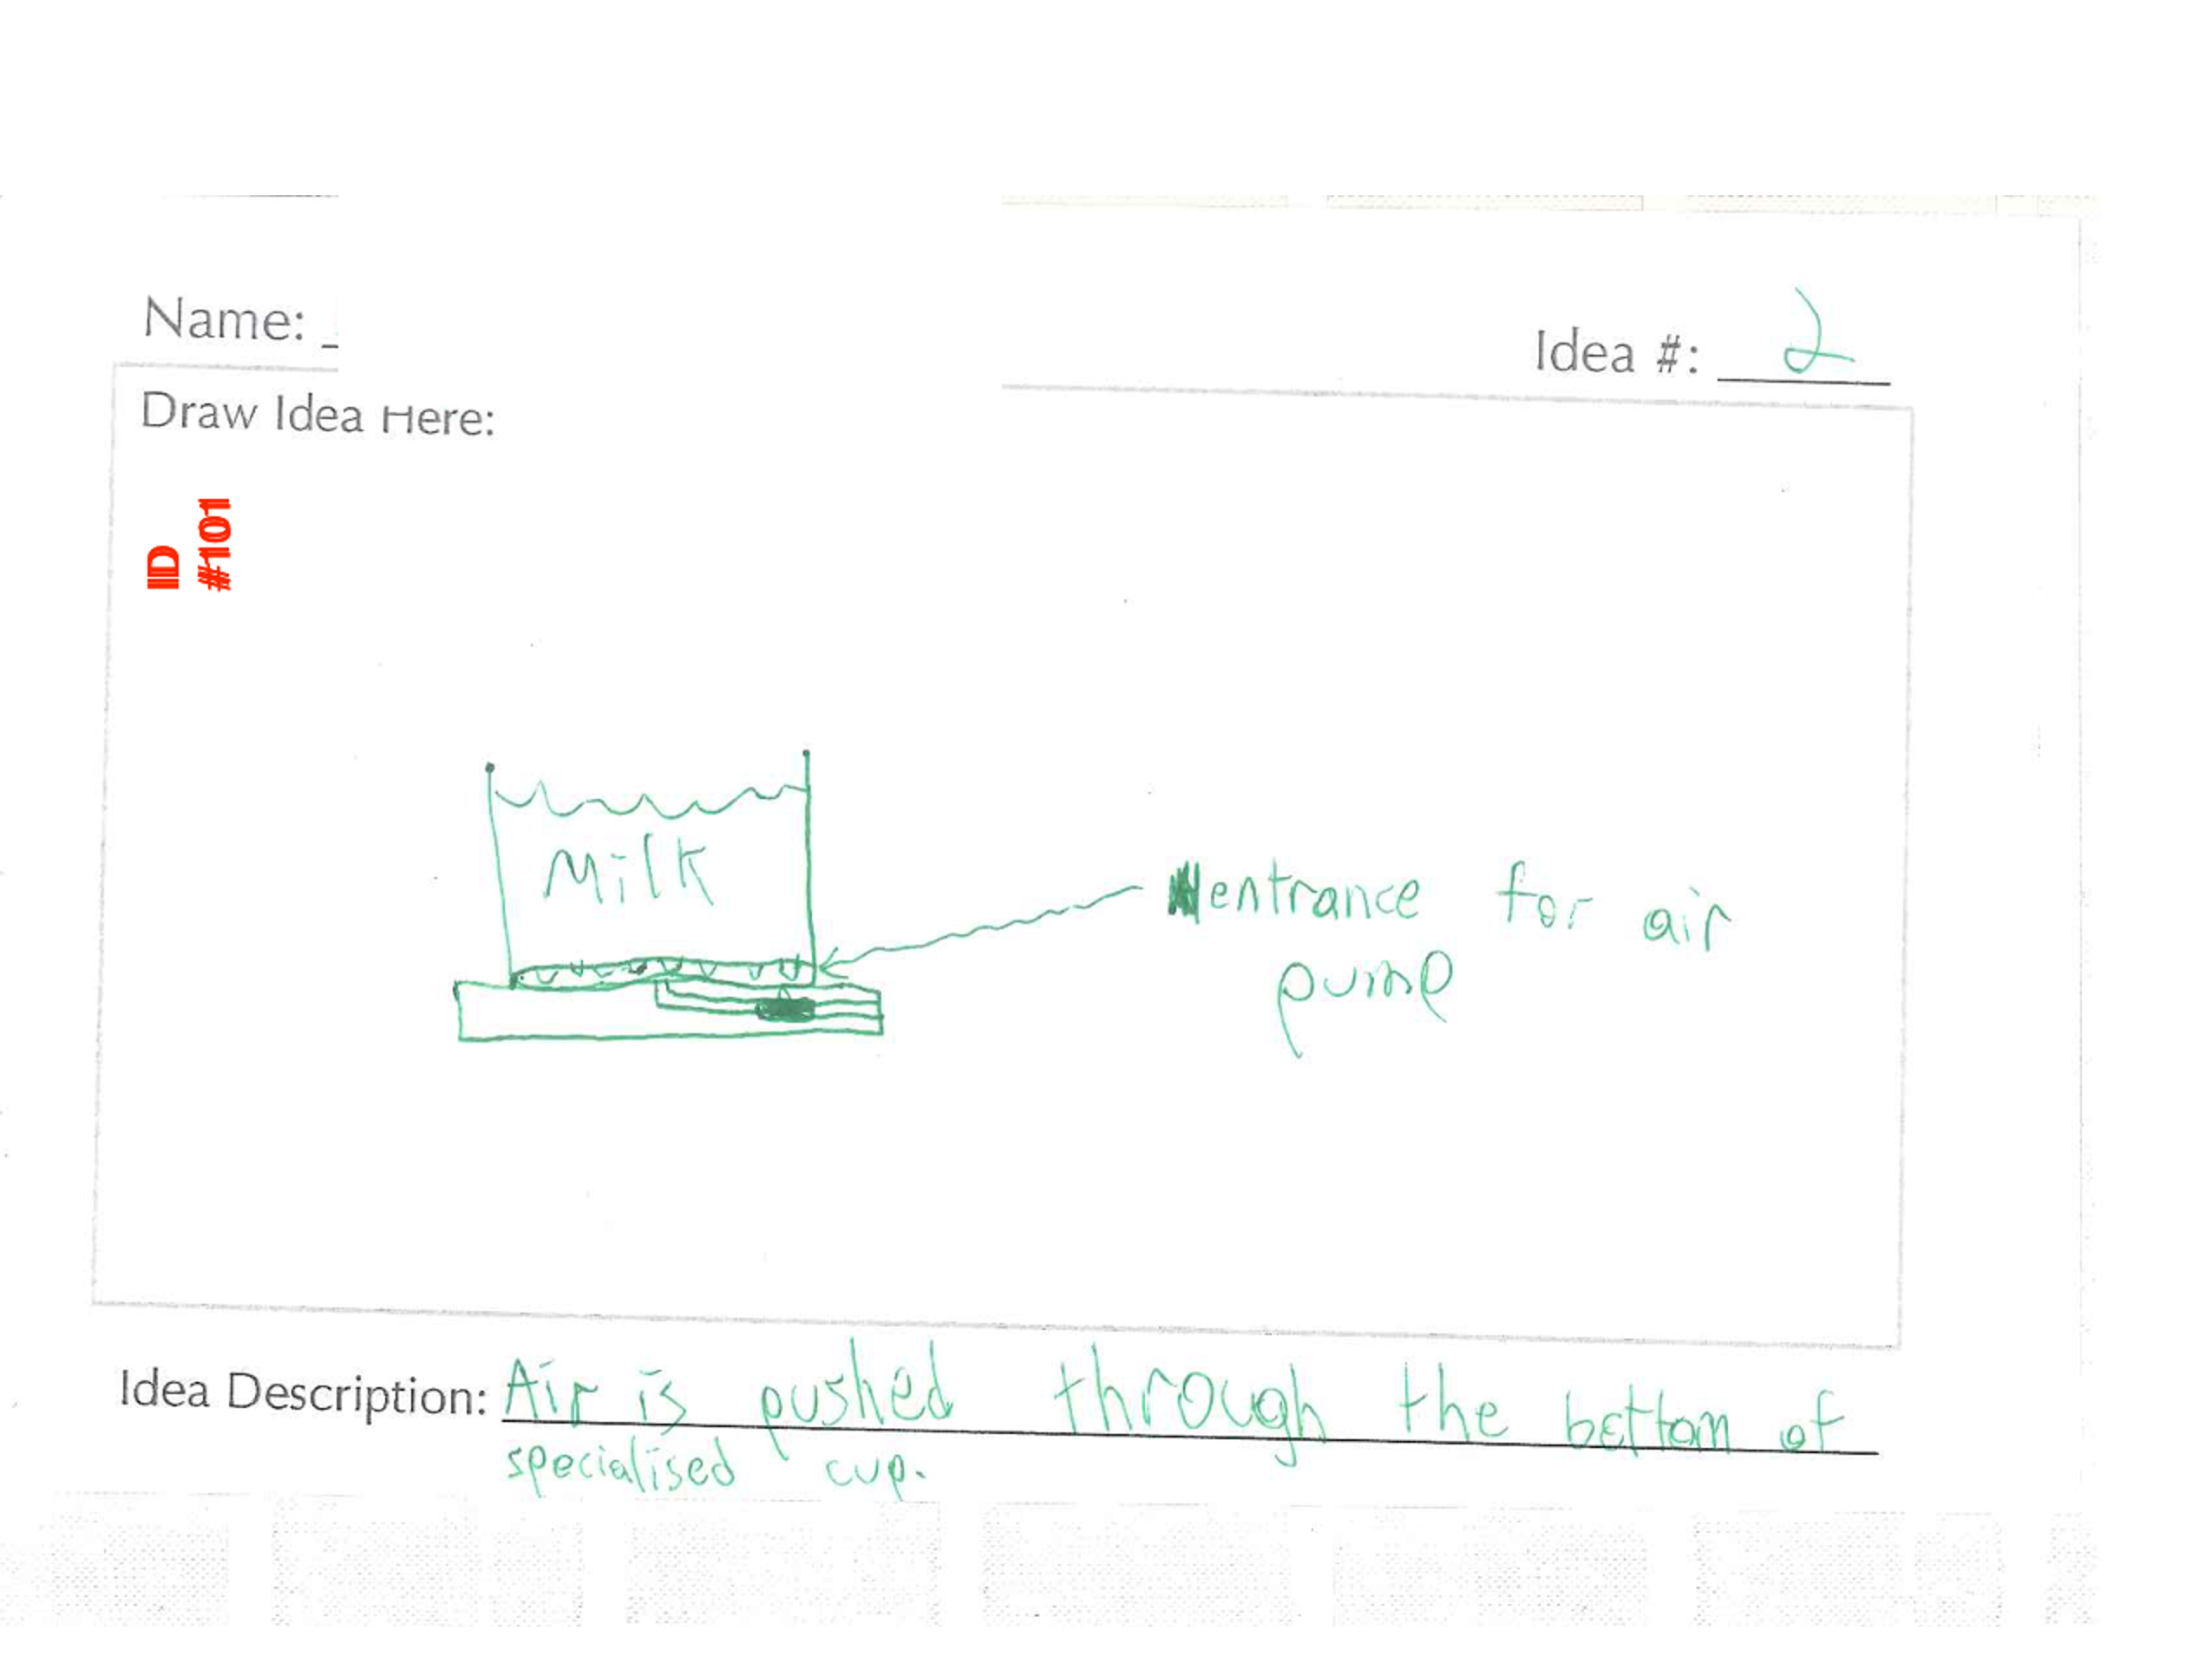 Name:
Idea #: 2
Draw Idea Here:
ID
#101
Milk
entrance for air
pump
Idea Description: Air is pushed through the bottom of
specialised cup.